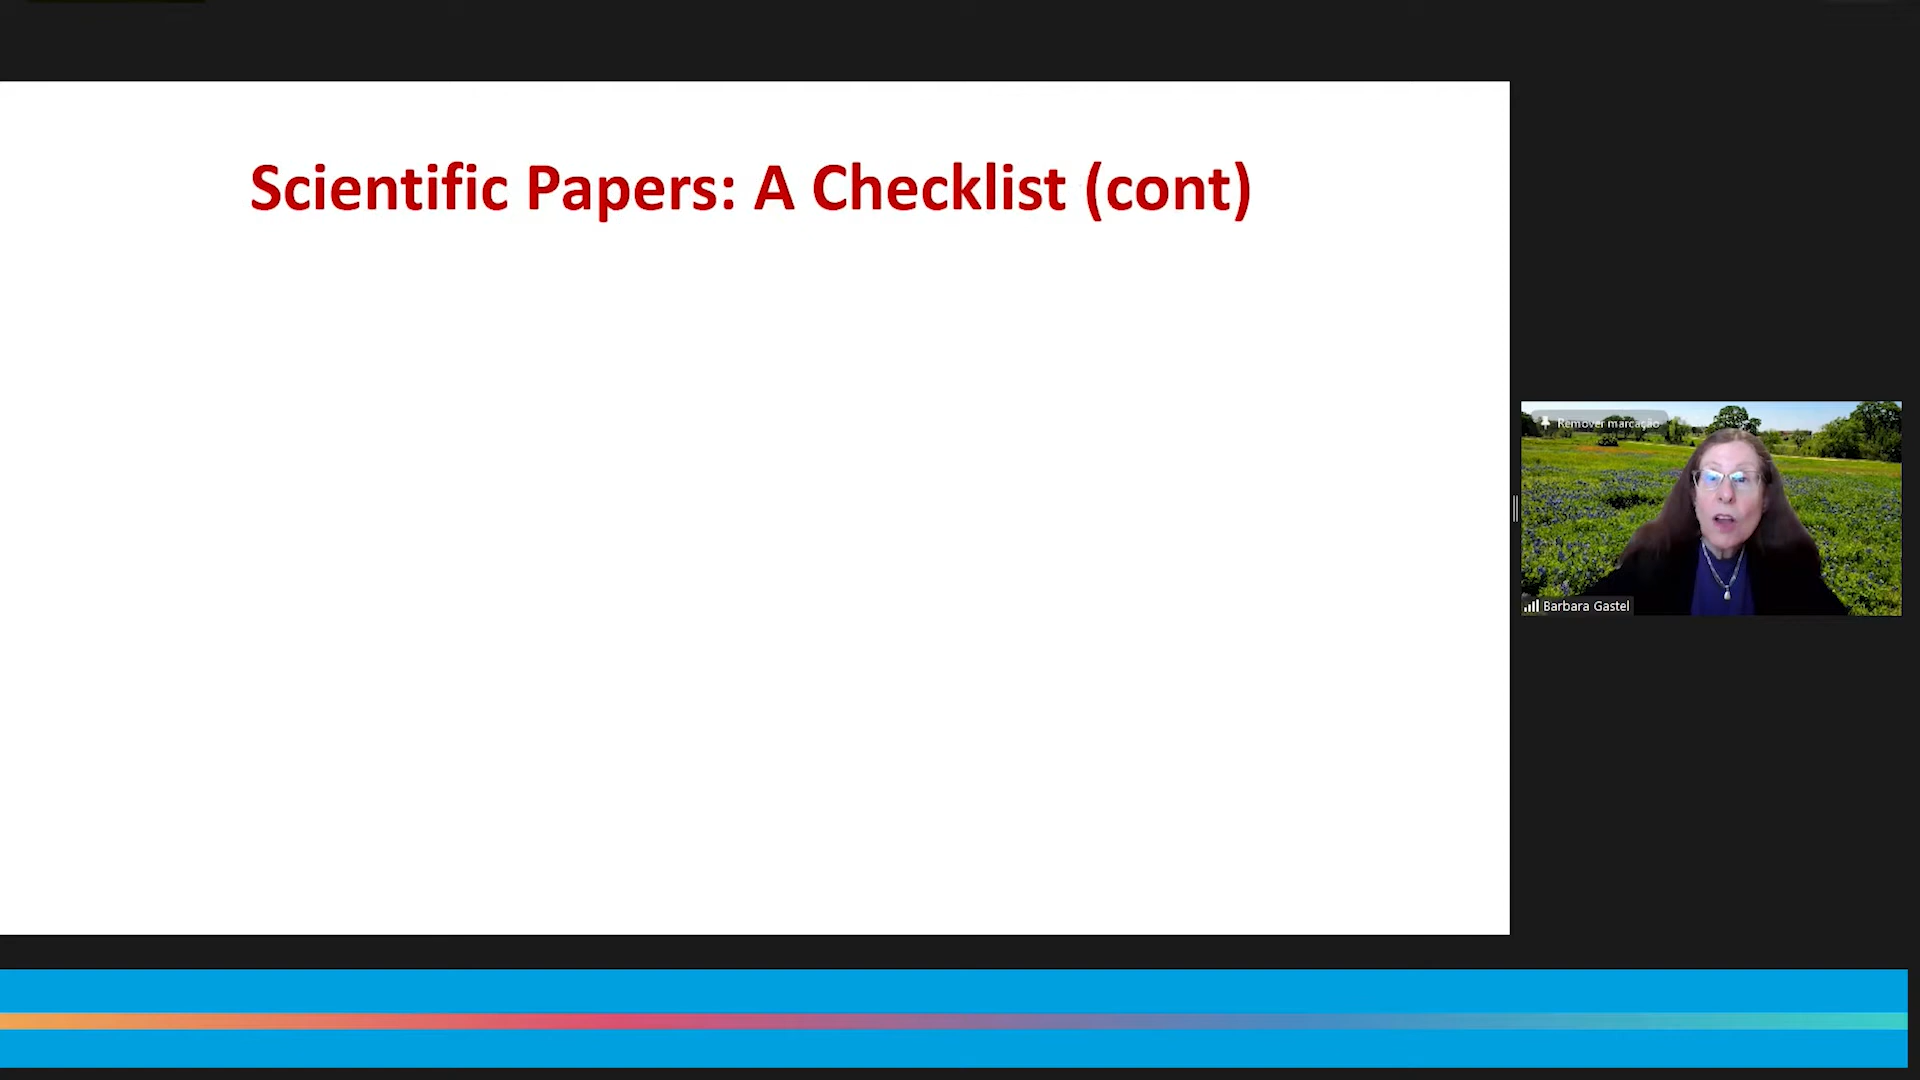 Scientific Papers: A Checklist (cont)
Remover marcação
Barbara Gastel